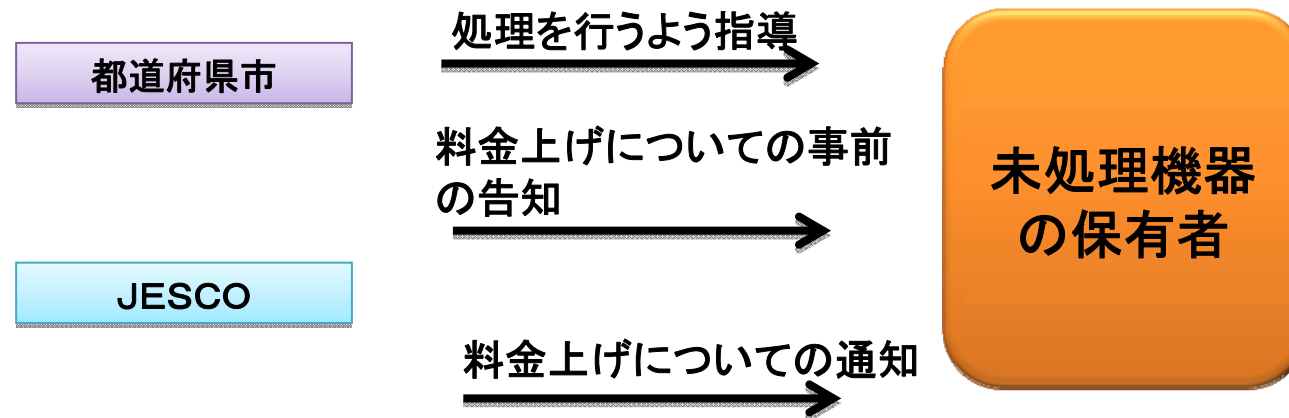 処理を行うよう指導
都道府県市
料金上げについての事前
の告知
未処理機器
の保有者
JESCO
料金上げについての通知